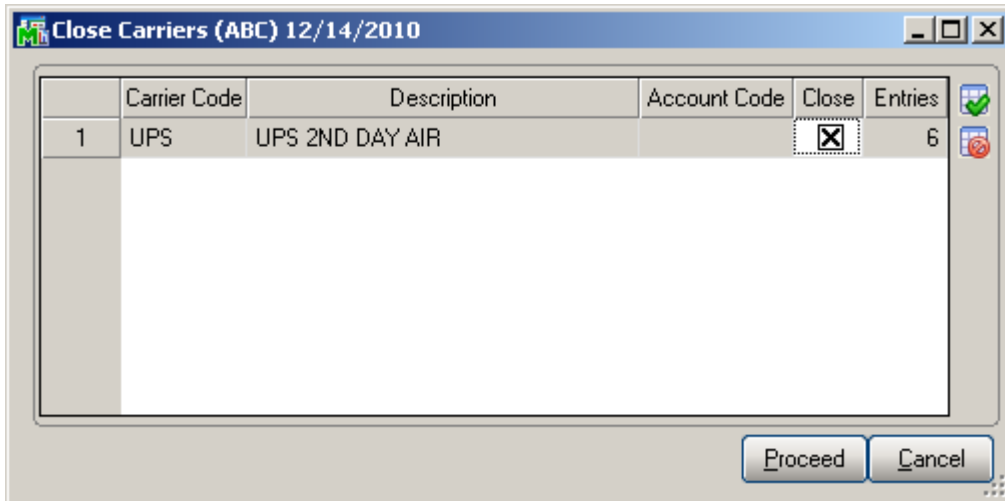 Close Carriers (ABC) 12/14/2010
Carrier Code Description Account Code Close Entries
1 UPS UPS 2ND DAY AIR 6
Proceed Cancel